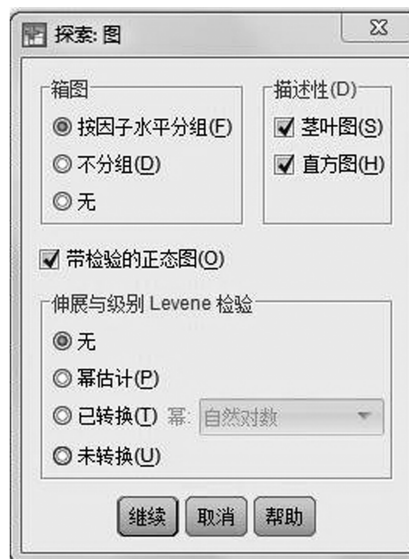 探索: 图
箱图
按因子水平分组(F)
不分组(D)
无
描述性(D)
茎叶图(S)
直方图(H)
带检验的正态图(O)
伸展与级别 Levene 检验
无
幂估计(P)
已转换(T) 幂: 自然对数
未转换(U)
继续 取消 帮助